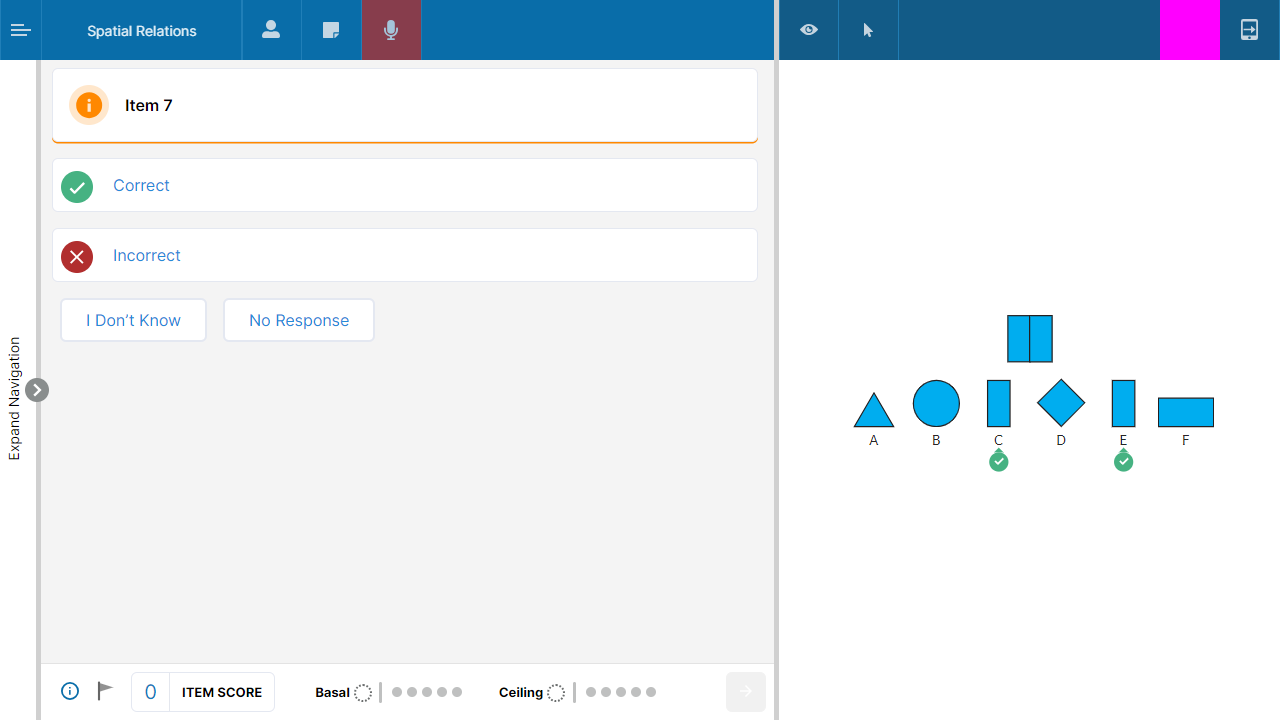 Spatial Relations
Item 7
Correct
Incorrect
I Don't Know
No Response
Expand Navigation
A B C D E F
0 ITEM SCORE
Basal
Ceiling